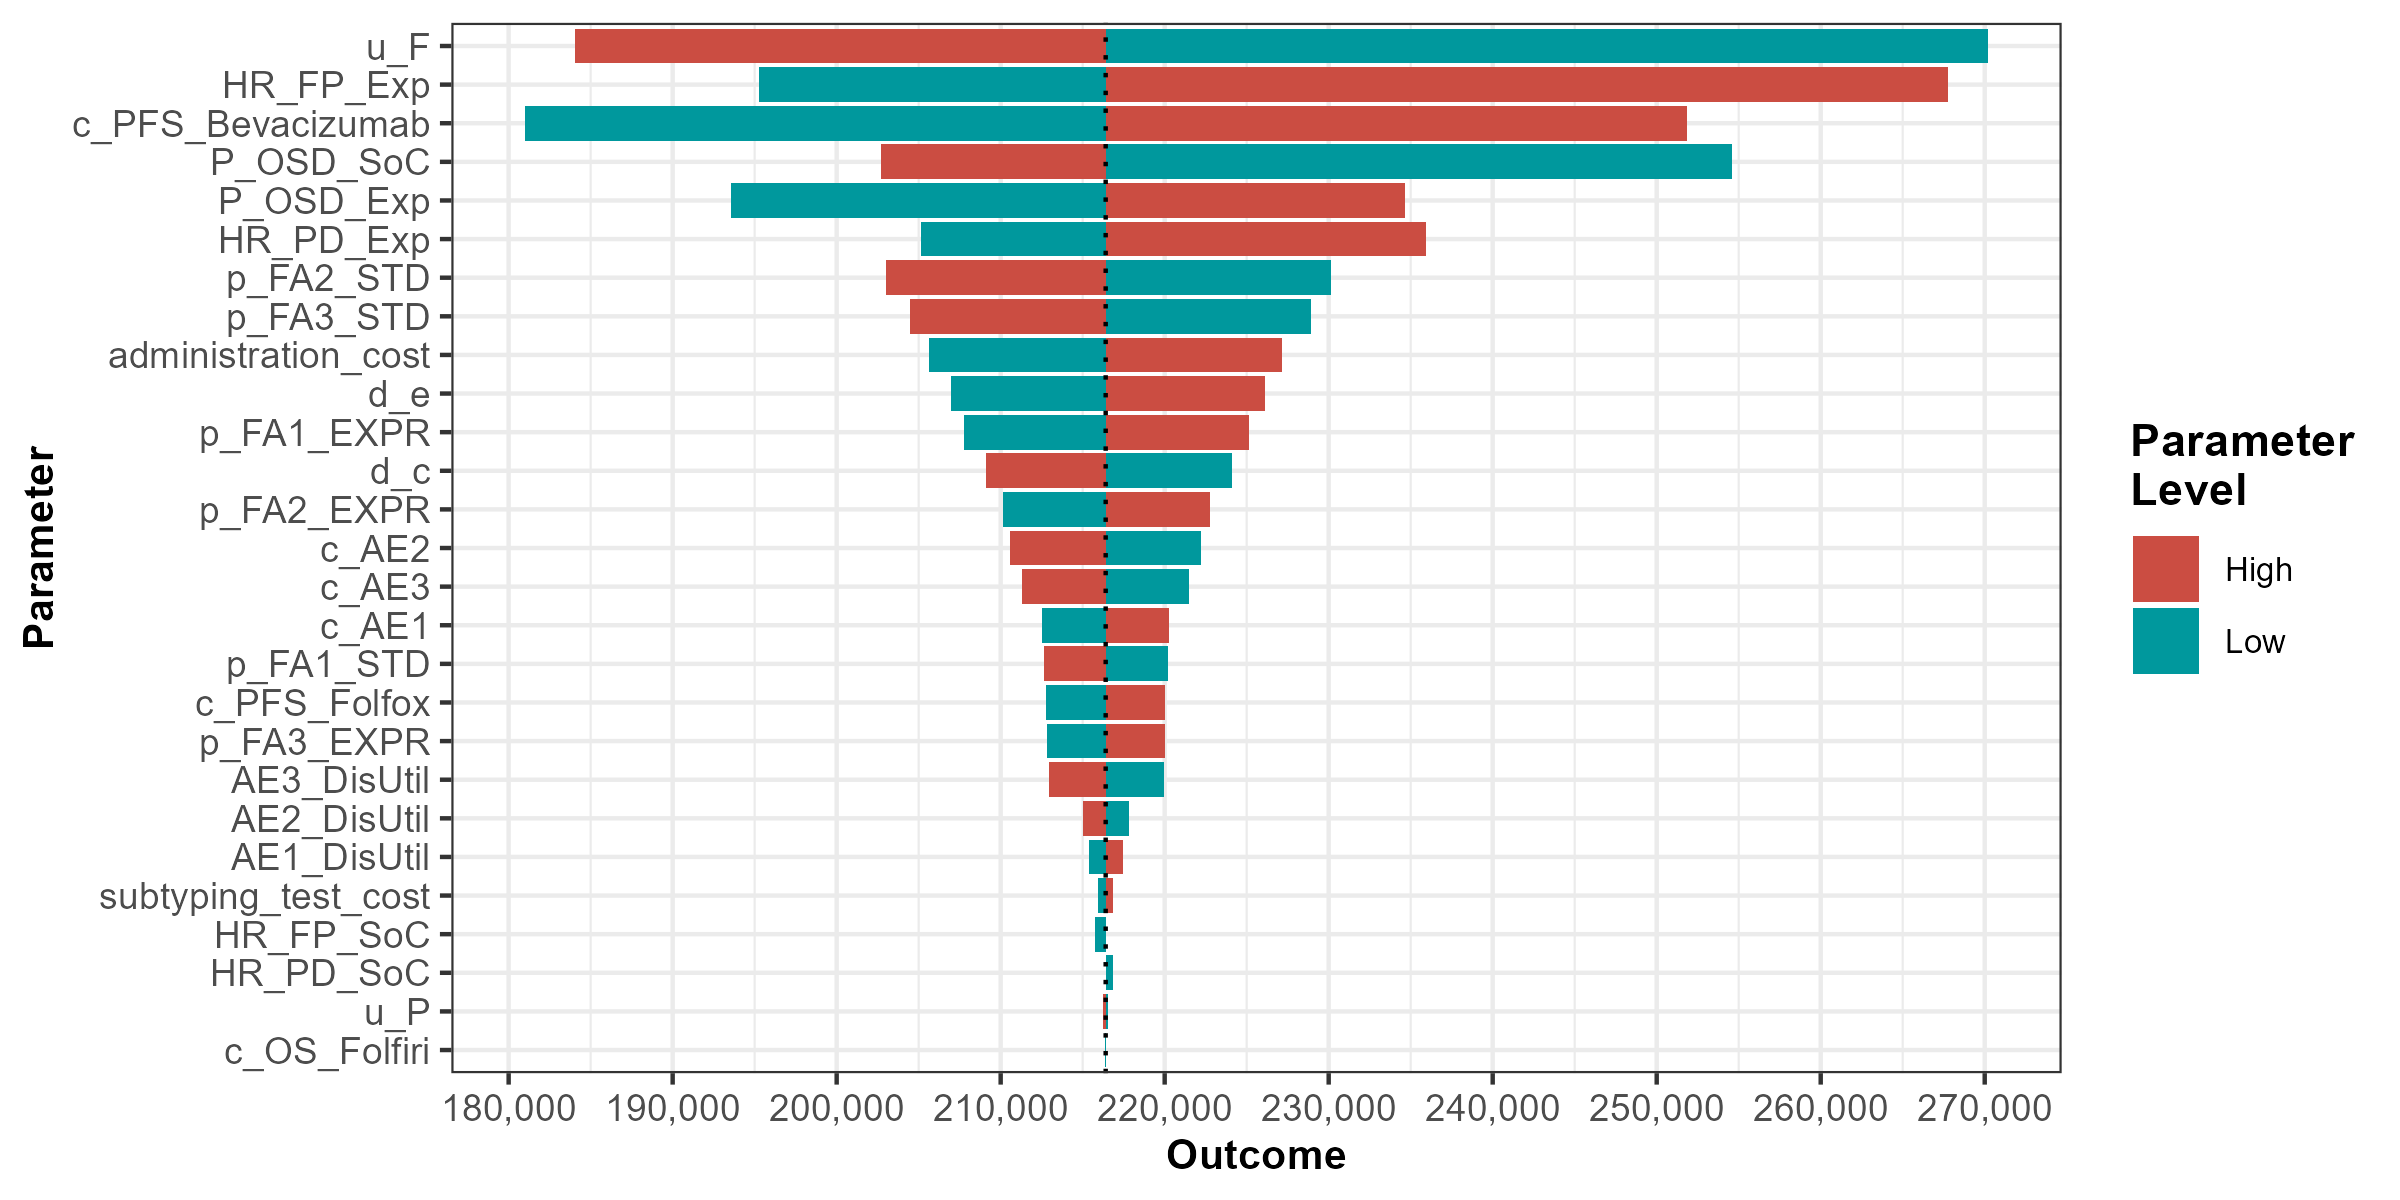 u_F
HR_FP_Exp
c_PFS_Bevacizumab
P_OSD_SoC
P_OSD_Exp
HR_PD_Exp
p_FA2_STD
p_FA3_STD
administration_cost
d_e
p_FA1_EXPR
d_c
p_FA2_EXPR
c_AE2
c_AE3
c_AE1
p_FA1_STD
c_PFS_Folfox
p_FA3_EXPR
AE3_DisUtil
AE2_DisUtil
AE1_DisUtil
subtyping_test_cost
HR_FP_SoC
HR_PD_SoC
u_P
c_OS_Folfiri
Parameter
180,000 190,000 200,000 210,000 220,000 230,000 240,000 250,000 260,000 270,000
Outcome
Parameter
Level
High
Low